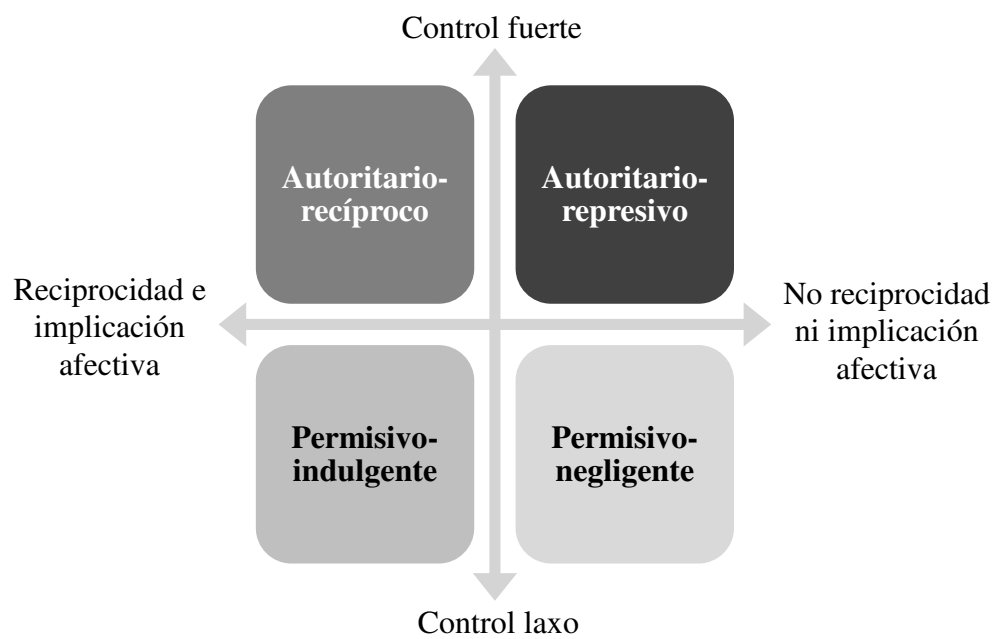 Control fuerte
Autoritario-
recíproco
Autoritario-
represivo
Reciprocidad e
implicación
afectiva
No reciprocidad
ni implicación
afectiva
Permisivo-
indulgente
Permisivo-
negligente
Control laxo